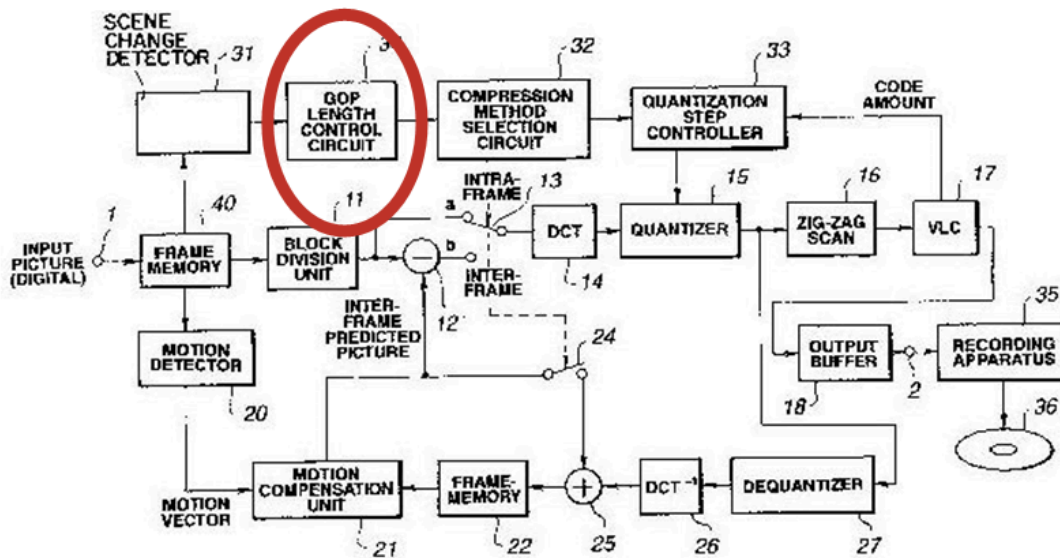 SCENE
CHANGE
DETECTOR
31
GOP
LENGTH
CONTROL
CIRCUIT
32
COMPRESSION
METHOD
SELECTION
CIRCUIT
33
QUANTIZATION
STEP
CONTROLLER
CODE
AMOUNT
1
INPUT
PICTURE
(DIGITAL)
40
FRAME
MEMORY
11
BLOCK
DIVISION
UNIT
12
INTRA-
FRAME
13
a
b
INTER-
FRAME
DCT
14
15
QUANTIZER
16
ZIG-ZAG
SCAN
17
VLC
INTER-
FRAME
PREDICTED
PICTURE
24
MOTION
DETECTOR
20
OUTPUT
BUFFER
18
2
35
RECORDING
APPARATUS
36
MOTION
VECTOR
MOTION
COMPENSATION
UNIT
21
FRAME-
MEMORY
22
25
DCT -1
26
DEQUANTIZER
27